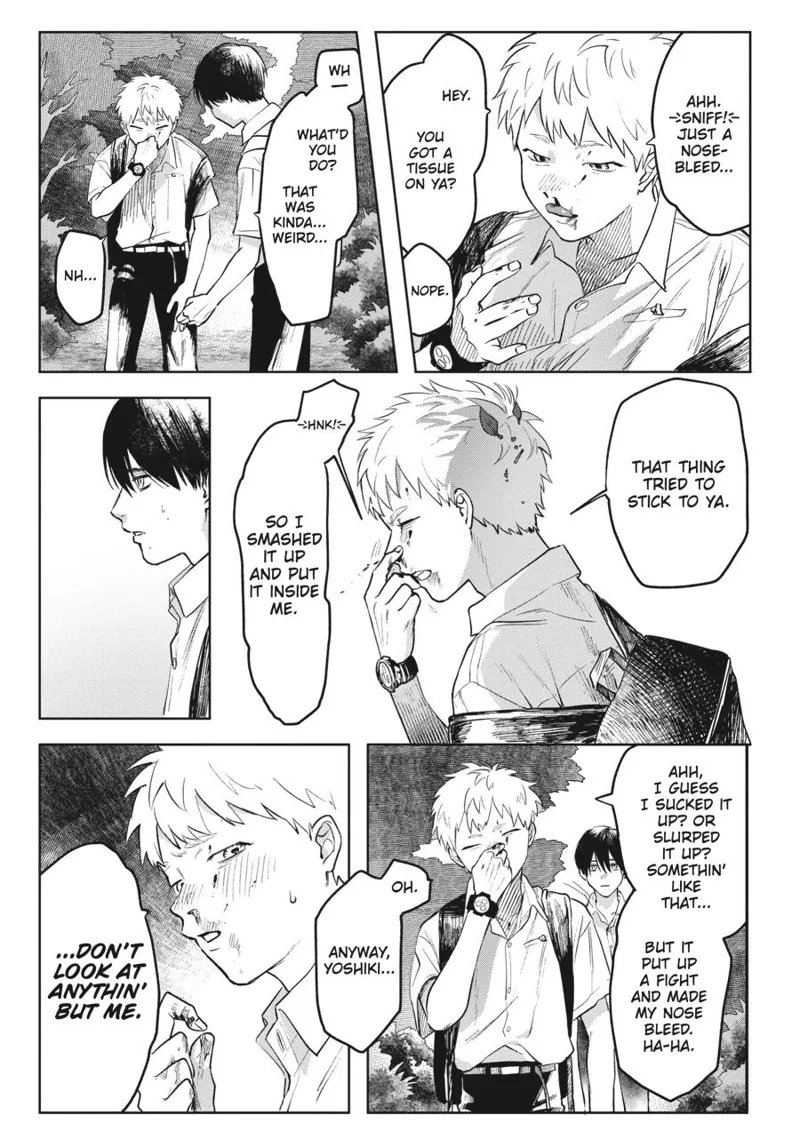 AHH.
SNIFF!
JUST A
NOSE-
BLEED...
HEY.
YOU
GOT A
TISSUE
ON YA?
NOPE.
WH
—
WHAT'D
YOU
DO?
THAT
WAS
KINDA...
WEIRD...
NH...
THAT THING
TRIED TO
STICK TO YA.
HNK!
SO I
SMASHED
IT UP
AND PUT
IT INSIDE
ME.
AHH,
I GUESS
I SUCKED IT
UP? OR
SLURPED
IT UP?
SOMETHIN'
LIKE
THAT...
BUT IT
PUT UP
A FIGHT
AND MADE
MY NOSE
BLEED.
HA-HA.
OH.
ANYWAY,
YOSHIKI...
...DON'T
LOOK AT
ANYTHIN'
BUT ME.